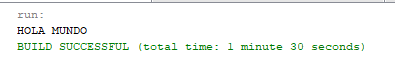 run:
HOLA MUNDO
BUILD SUCCESSFUL (total time: 1 minute 30 seconds)